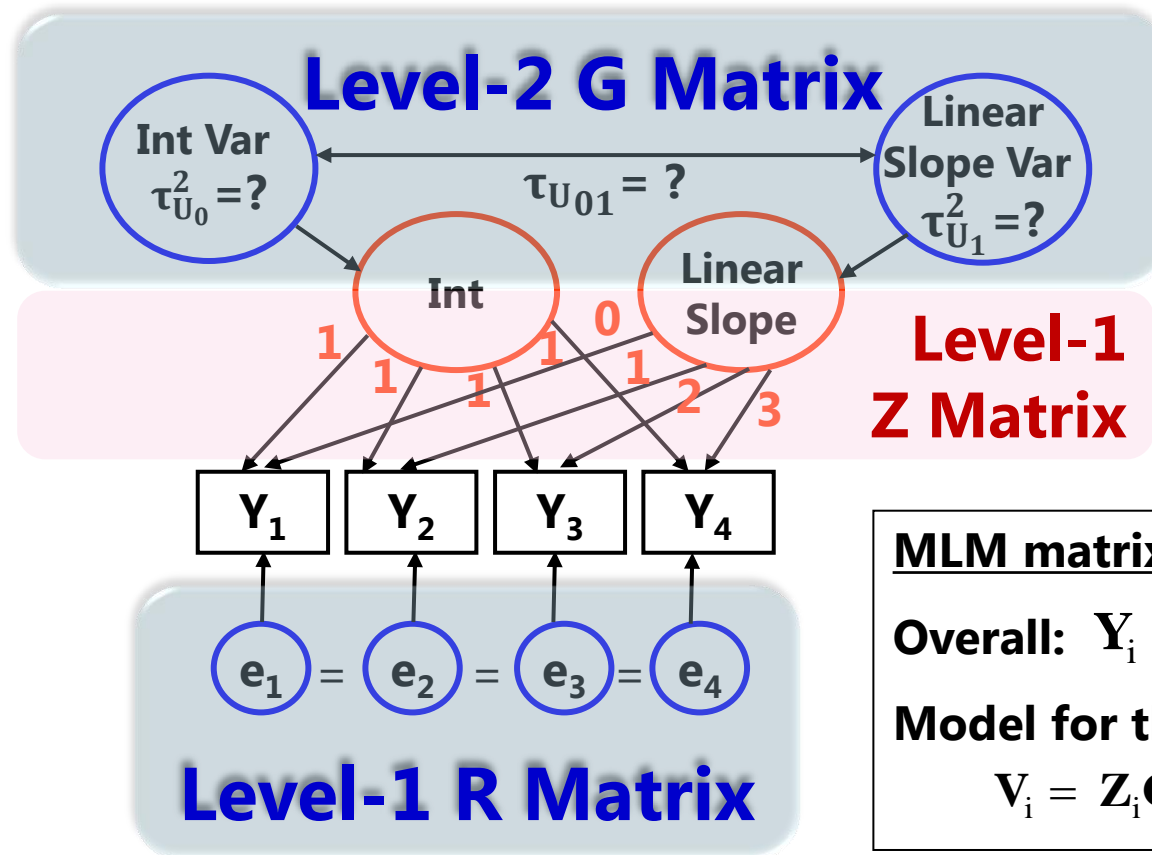 Level-2 G Matrix
Int Var
τ²U₀ =?
τU₀₁ = ?
Linear
Slope Var
τ²U₁ =?
Int
Linear
Slope
1
1
1
1
0
1
2
3
Level-1
Z Matrix
Y₁
Y₂
Y₃
Y₄
e₁ = e₂ = e₃ = e₄
Level-1 R Matrix
MLM matrix
Overall: Yᵢ
Model for t
Vᵢ = Zᵢ